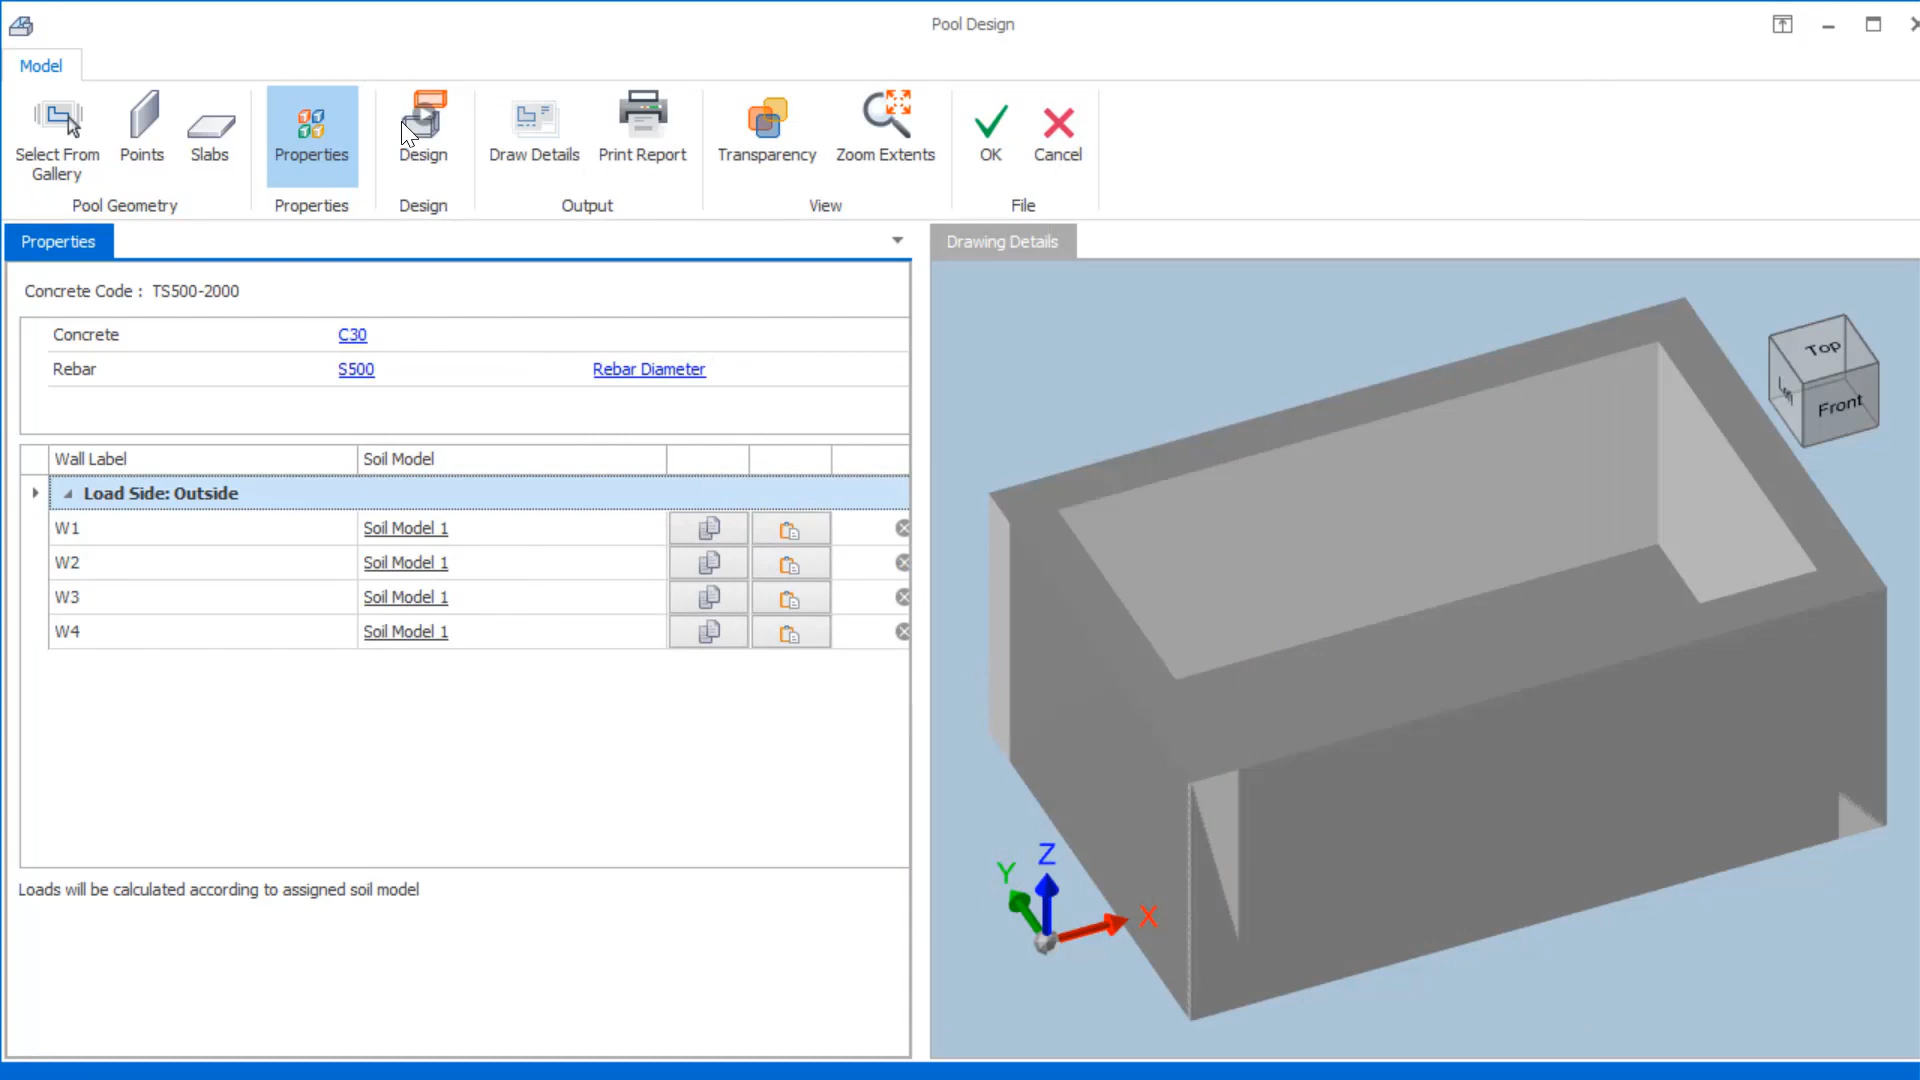 Pool Design
Model
Select From Gallery
Points
Slabs
Properties
Design
Draw Details
Print Report
Transparency
Zoom Extents
OK
Cancel
Pool Geometry
Properties
Design
Output
View
File
Properties
Drawing Details
Concrete Code : TS500-2000
Concrete C30
Rebar S500 Rebar Diameter
Wall Label Soil Model
Load Side: Outside
W1 Soil Model 1
W2 Soil Model 1
W3 Soil Model 1
W4 Soil Model 1
Loads will be calculated according to assigned soil model
Top
Front
Z
Y
X